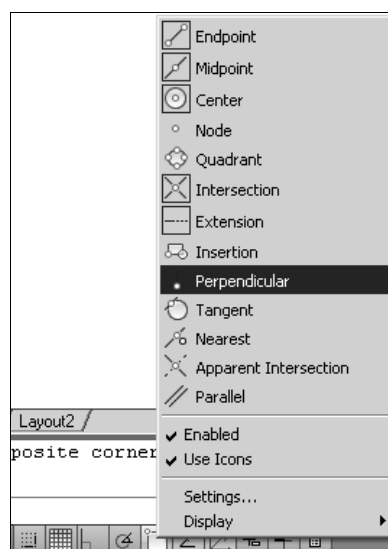 Endpoint
Midpoint
Center
Node
Quadrant
Intersection
Extension
Insertion
Perpendicular
Tangent
Nearest
Apparent Intersection
Parallel
Layout2
Enabled
posite corner
Use Icons
Settings...
Display